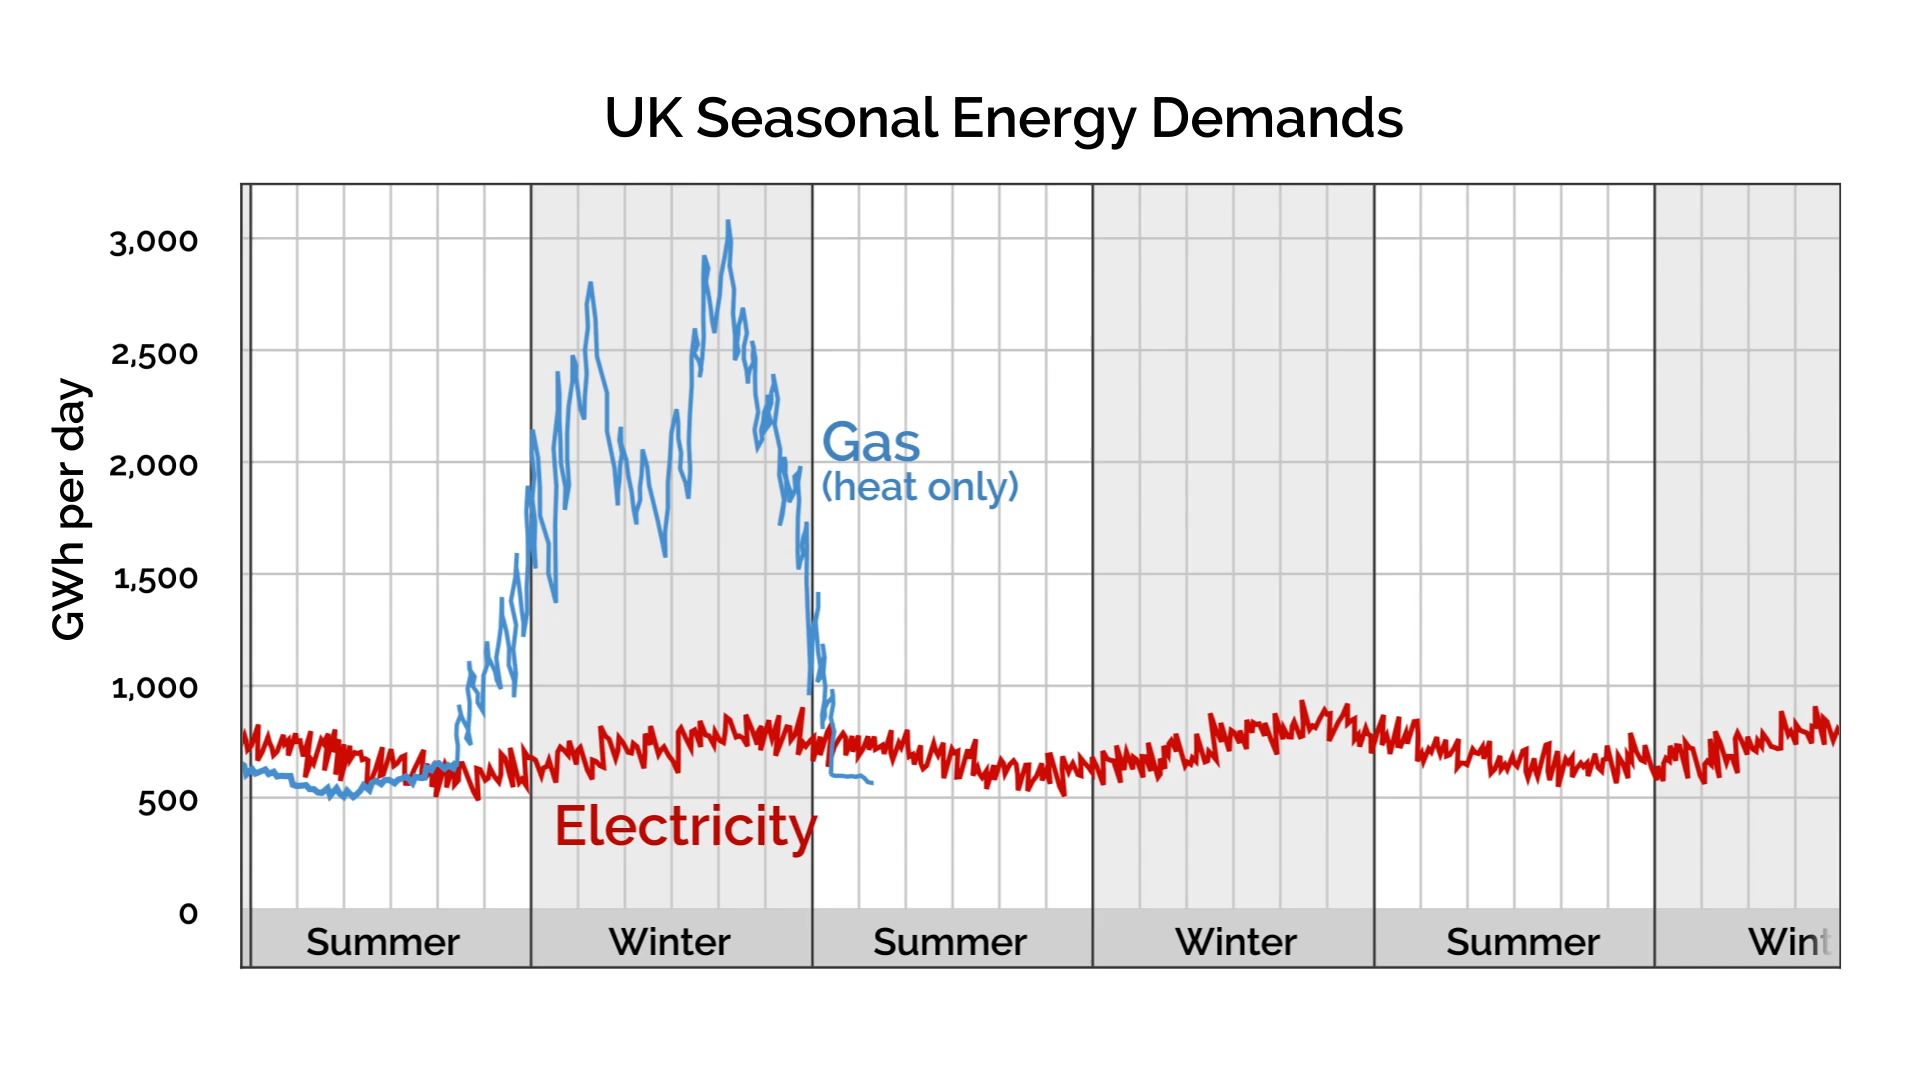 UK Seasonal Energy Demands
GWh per day
3,000
2,500
2,000
1,500
1,000
500
0
Gas
(heat only)
Electricity
Summer
Winter
Summer
Winter
Summer
Wint